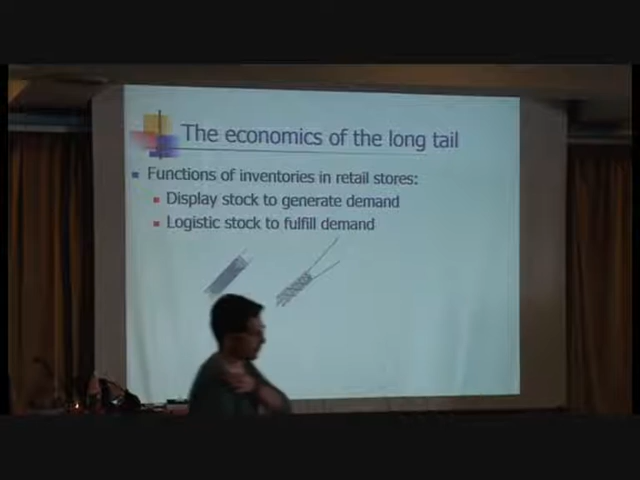 The economics of the long tail
Functions of inventories in retail stores:
Display stock to generate demand
Logistic stock to fulfill demand